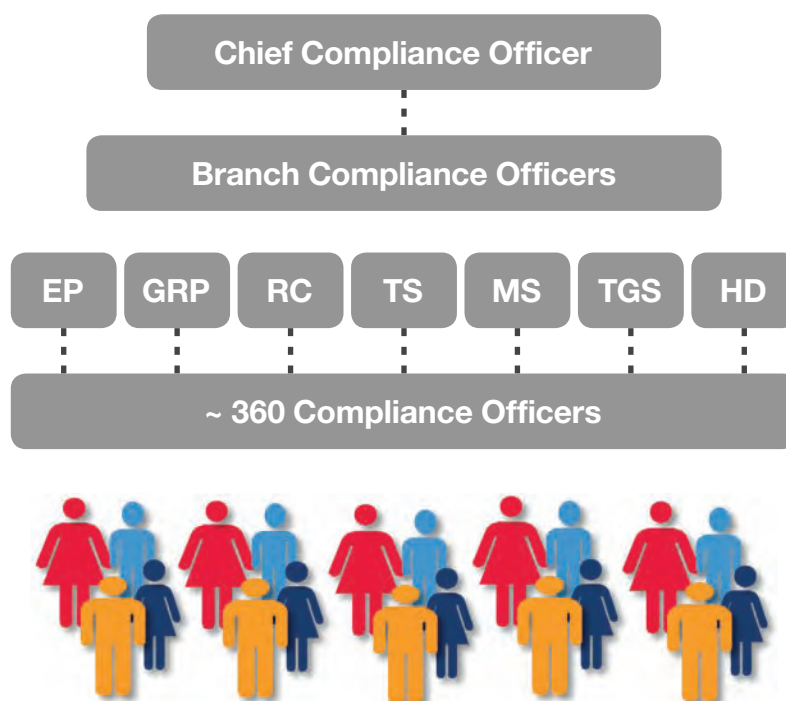 Chief Compliance Officer
Branch Compliance Officers
EP GRP RC TS MS TGS HD
~ 360 Compliance Officers